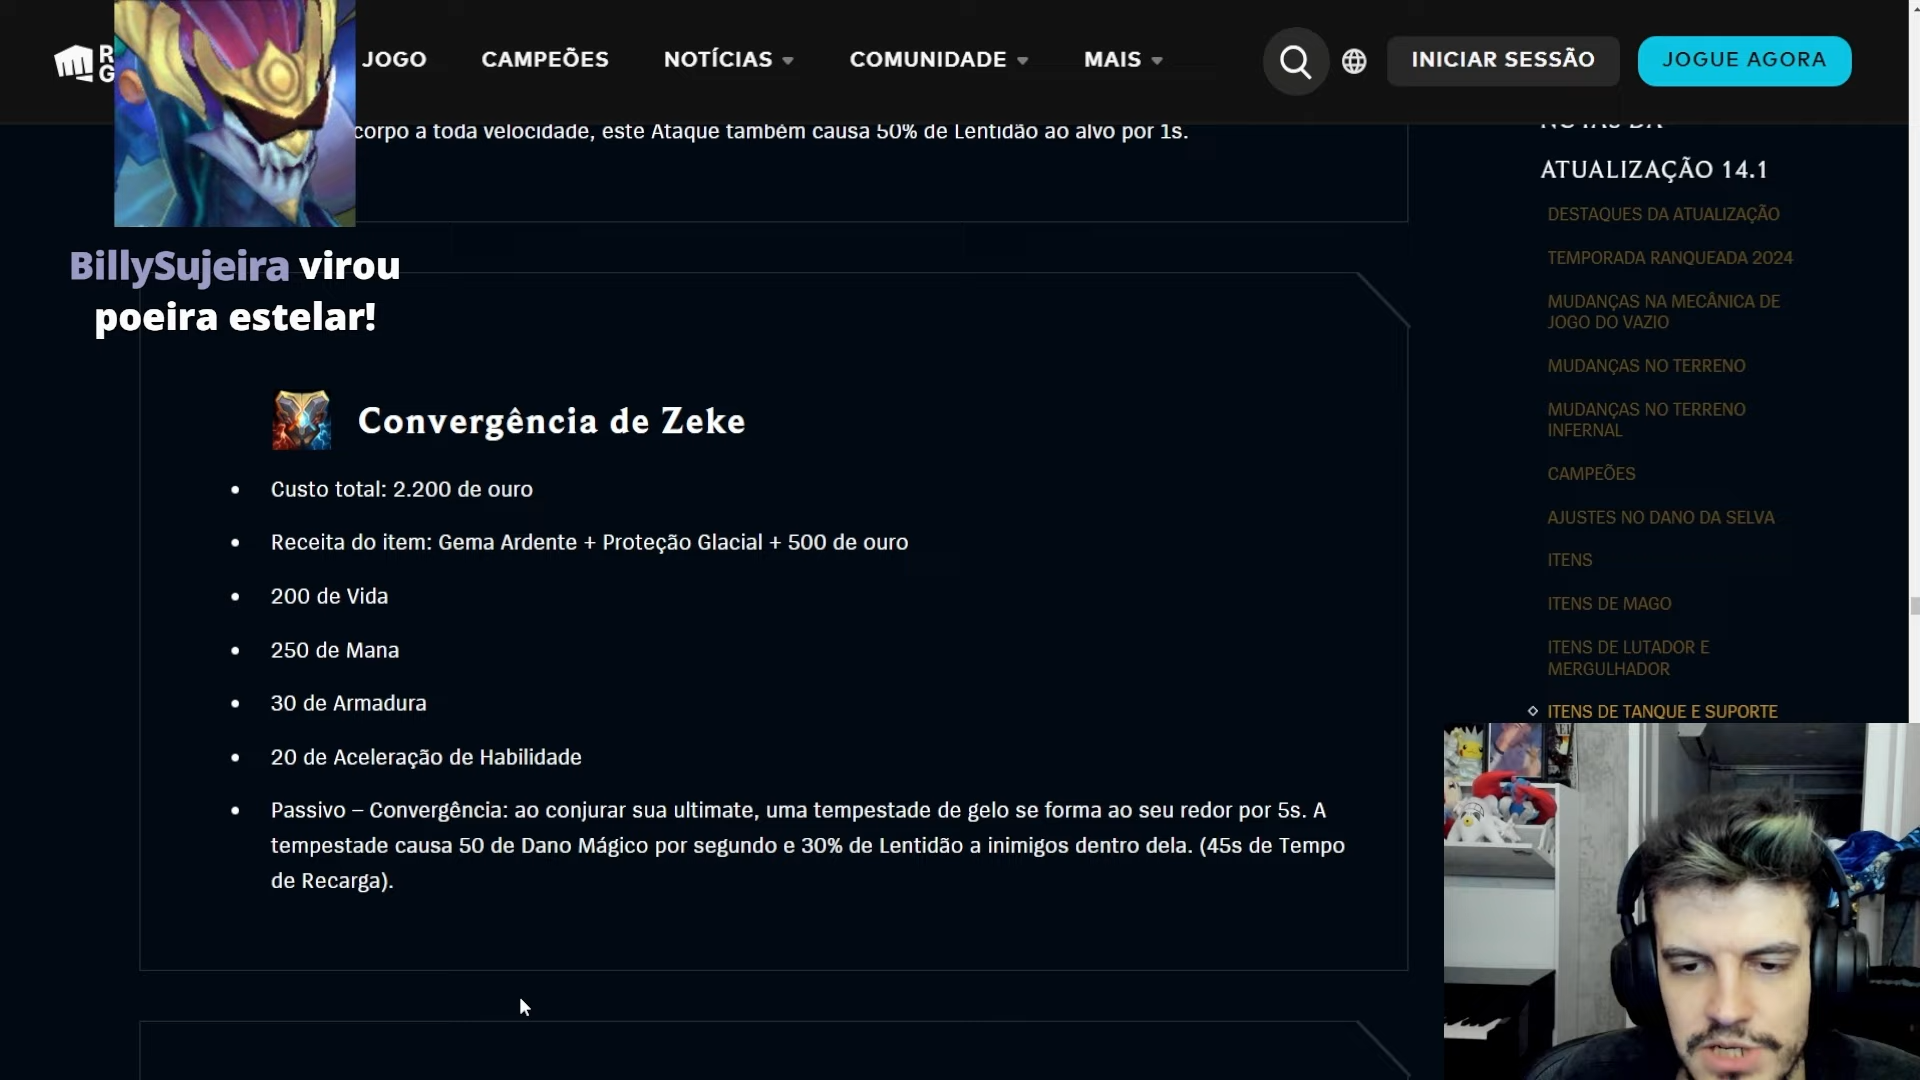 R
G
JOGO
CAMPEÕES
NOTÍCIAS
COMUNIDADE
MAIS
INICIAR SESSÃO
JOGUE AGORA
corpo a toda velocidade, este Ataque também causa 50% de Lentidão ao alvo por 1s.
BillySujeira virou
poeira estelar!
Convergência de Zeke
• Custo total: 2.200 de ouro
• Receita do item: Gema Ardente + Proteção Glacial + 500 de ouro
• 200 de Vida
• 250 de Mana
• 30 de Armadura
• 20 de Aceleração de Habilidade
• Passivo – Convergência: ao conjurar sua ultimate, uma tempestade de gelo se forma ao seu redor por 5s. A
tempestade causa 50 de Dano Mágico por segundo e 30% de Lentidão a inimigos dentro dela. (45s de Tempo
de Recarga).
NOTAS DA
ATUALIZAÇÃO 14.1
DESTAQUES DA ATUALIZAÇÃO
TEMPORADA RANQUEADA 2024
MUDANÇAS NA MECÂNICA DE
JOGO DO VAZIO
MUDANÇAS NO TERRENO
MUDANÇAS NO TERRENO
INFERNAL
CAMPEÕES
AJUSTES NO DANO DA SELVA
ITENS
ITENS DE MAGO
ITENS DE LUTADOR E
MERGULHADOR
ITENS DE TANQUE E SUPORTE